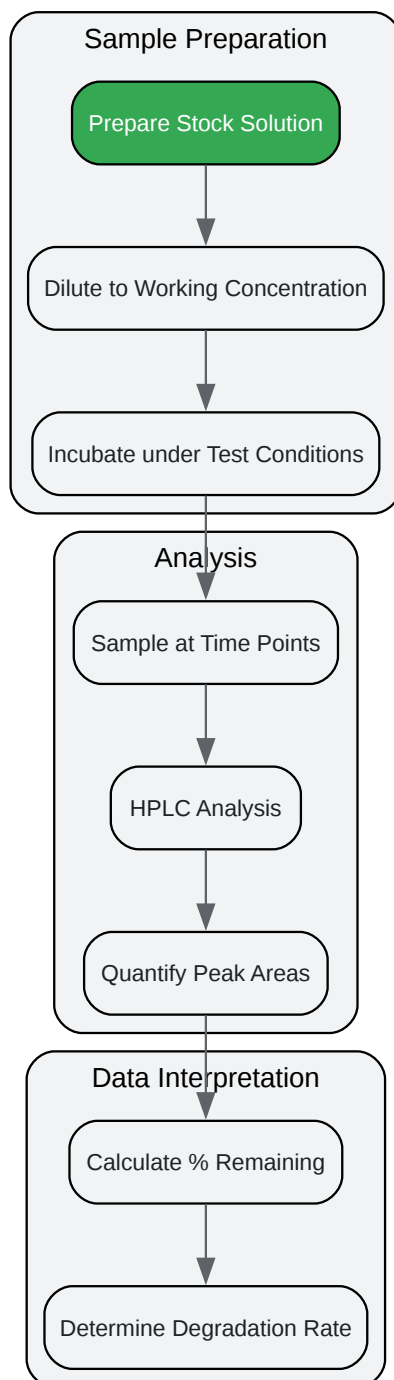 Sample Preparation
Prepare Stock Solution
Dilute to Working Concentration
Incubate under Test Conditions
Analysis
Sample at Time Points
HPLC Analysis
Quantify Peak Areas
Data Interpretation
Calculate % Remaining
Determine Degradation Rate